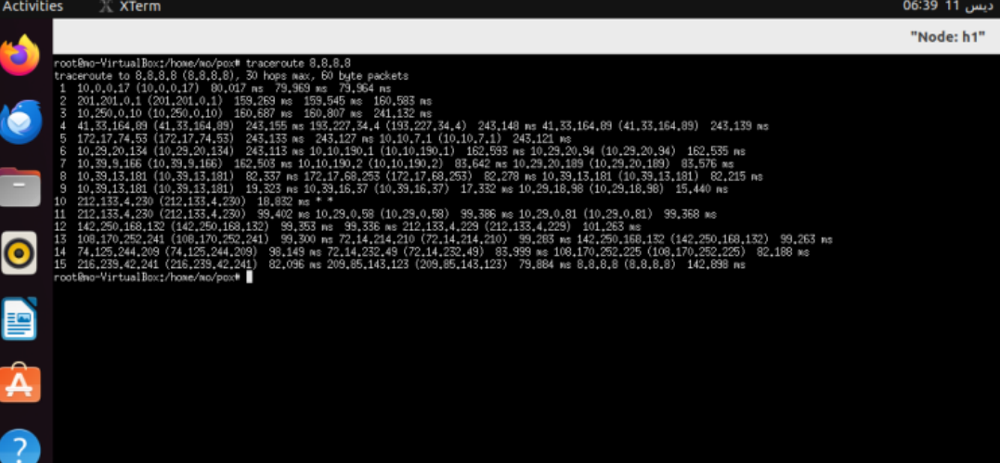 Activities XTerm 06:39 11 ديس
"Node: h1"
root@mo-VirtualBox:/home/mo/pox# traceroute 8.8.8.8
traceroute to 8.8.8.8 (8.8.8.8), 30 hops max, 60 byte packets
1 10.0.0.17 (10.0.0.17) 80.017 ms 79.969 ms 79.964 ms
2 201.201.0.1 (201.201.0.1) 159.269 ms 159.545 ms 160.583 ms
3 10.250.0.10 (10.250.0.10) 160.687 ms 160.807 ms 241.132 ms
4 41.33.164.89 (41.33.164.89) 243.155 ms 193.227.34.4 (193.227.34.4) 243.148 ms 41.33.164.89 (41.33.164.89) 243.139 ms
5 172.17.74.53 (172.17.74.53) 243.133 ms 243.127 ms 10.10.7.1 (10.10.7.1) 243.121 ms
6 10.29.20.134 (10.29.20.134) 243.113 ms 10.10.190.1 (10.10.190.1) 162.593 ms 10.29.20.94 (10.29.20.94) 162.535 ms
7 10.39.9.166 (10.39.9.166) 162.503 ms 10.10.190.2 (10.10.190.2) 83.642 ms 10.29.20.189 (10.29.20.189) 83.576 ms
8 10.39.13.181 (10.39.13.181) 82.337 ms 172.17.68.253 (172.17.68.253) 82.278 ms 10.39.13.181 (10.39.13.181) 82.215 ms
9 10.39.13.181 (10.39.13.181) 19.323 ms 10.39.16.37 (10.39.16.37) 17.332 ms 10.29.18.98 (10.29.18.98) 15.440 ms
10 212.133.4.230 (212.133.4.230) 18.832 ms * *
11 212.133.4.230 (212.133.4.230) 99.402 ms 10.29.0.58 (10.29.0.58) 99.386 ms 10.29.0.81 (10.29.0.81) 99.368 ms
12 142.250.168.132 (142.250.168.132) 99.353 ms 99.336 ms 212.133.4.229 (212.133.4.229) 101.263 ms
13 108.170.252.241 (108.170.252.241) 99.300 ms 72.14.214.210 (72.14.214.210) 99.283 ms 142.250.168.132 (142.250.168.132) 99.263 ms
14 74.125.244.209 (74.125.244.209) 98.149 ms 72.14.232.49 (72.14.232.49) 83.999 ms 108.170.252.225 (108.170.252.225) 82.188 ms
15 216.239.42.241 (216.239.42.241) 82.096 ms 209.85.143.123 (209.85.143.123) 79.884 ms 8.8.8.8 (8.8.8.8) 142.898 ms
root@mo-VirtualBox:/home/mo/pox#